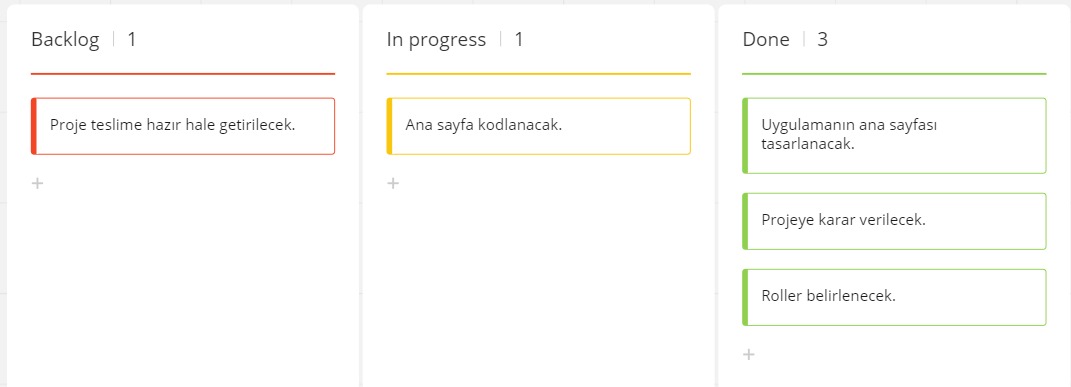 Backlog | 1
Proje teslime hazır hale getirilecek.
+
In progress | 1
Ana sayfa kodlanacak.
+
Done | 3
Uygulamanın ana sayfası
tasarlanacak.
Projeye karar verilecek.
Roller belirlenecek.
+